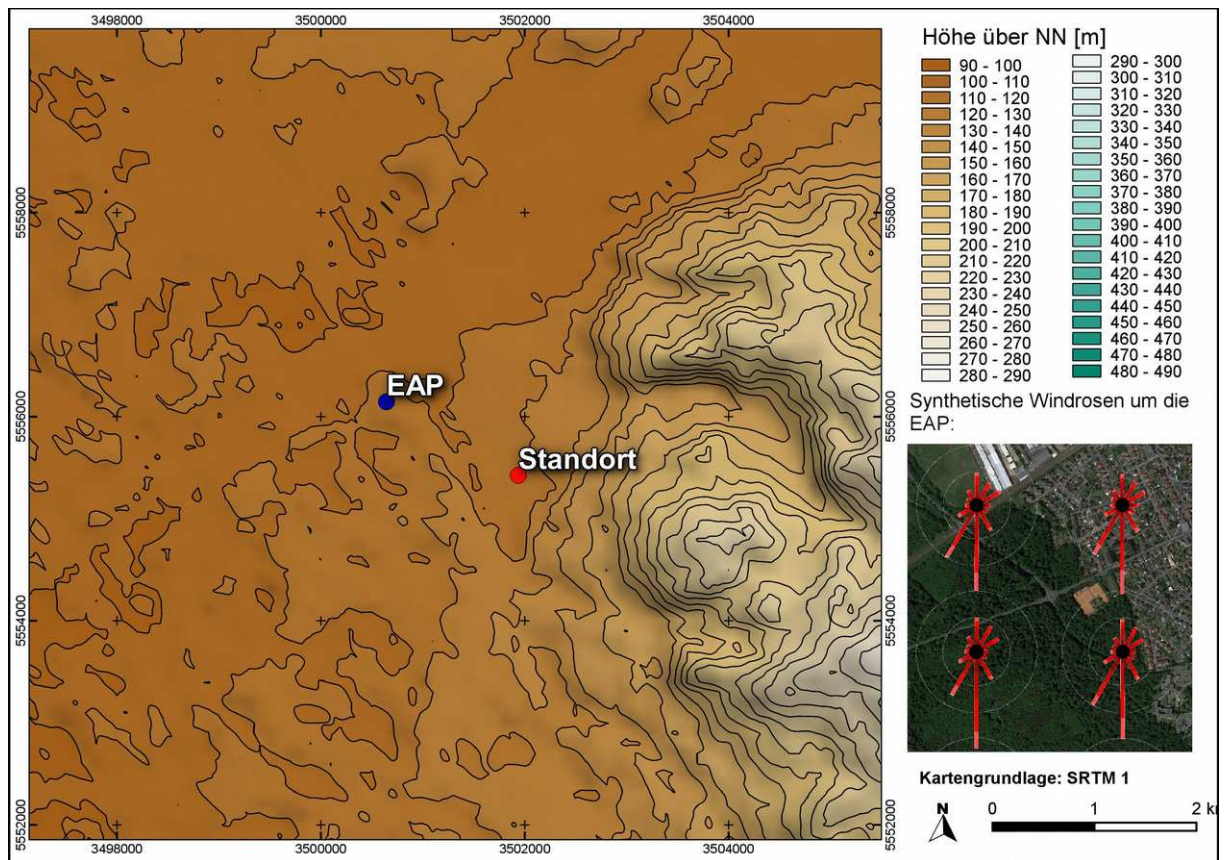 3498000
3500000
3502000
3504000
Höhe über NN [m]
90 - 100
100 - 110
110 - 120
120 - 130
130 - 140
140 - 150
150 - 160
160 - 170
170 - 180
180 - 190
190 - 200
200 - 210
210 - 220
220 - 230
230 - 240
240 - 250
250 - 260
260 - 270
270 - 280
280 - 290
290 - 300
300 - 310
310 - 320
320 - 330
330 - 340
340 - 350
350 - 360
360 - 370
370 - 380
380 - 390
390 - 400
400 - 410
410 - 420
420 - 430
430 - 440
440 - 450
450 - 460
460 - 470
470 - 480
480 - 490
5558000
5558000
EAP
5556000
5556000
Standort
Synthetische Windrosen um die
EAP:
5554000
5554000
5552000
5552000
Kartengrundlage: SRTM 1
N
0 1 2 k
3498000
3500000
3502000
3504000